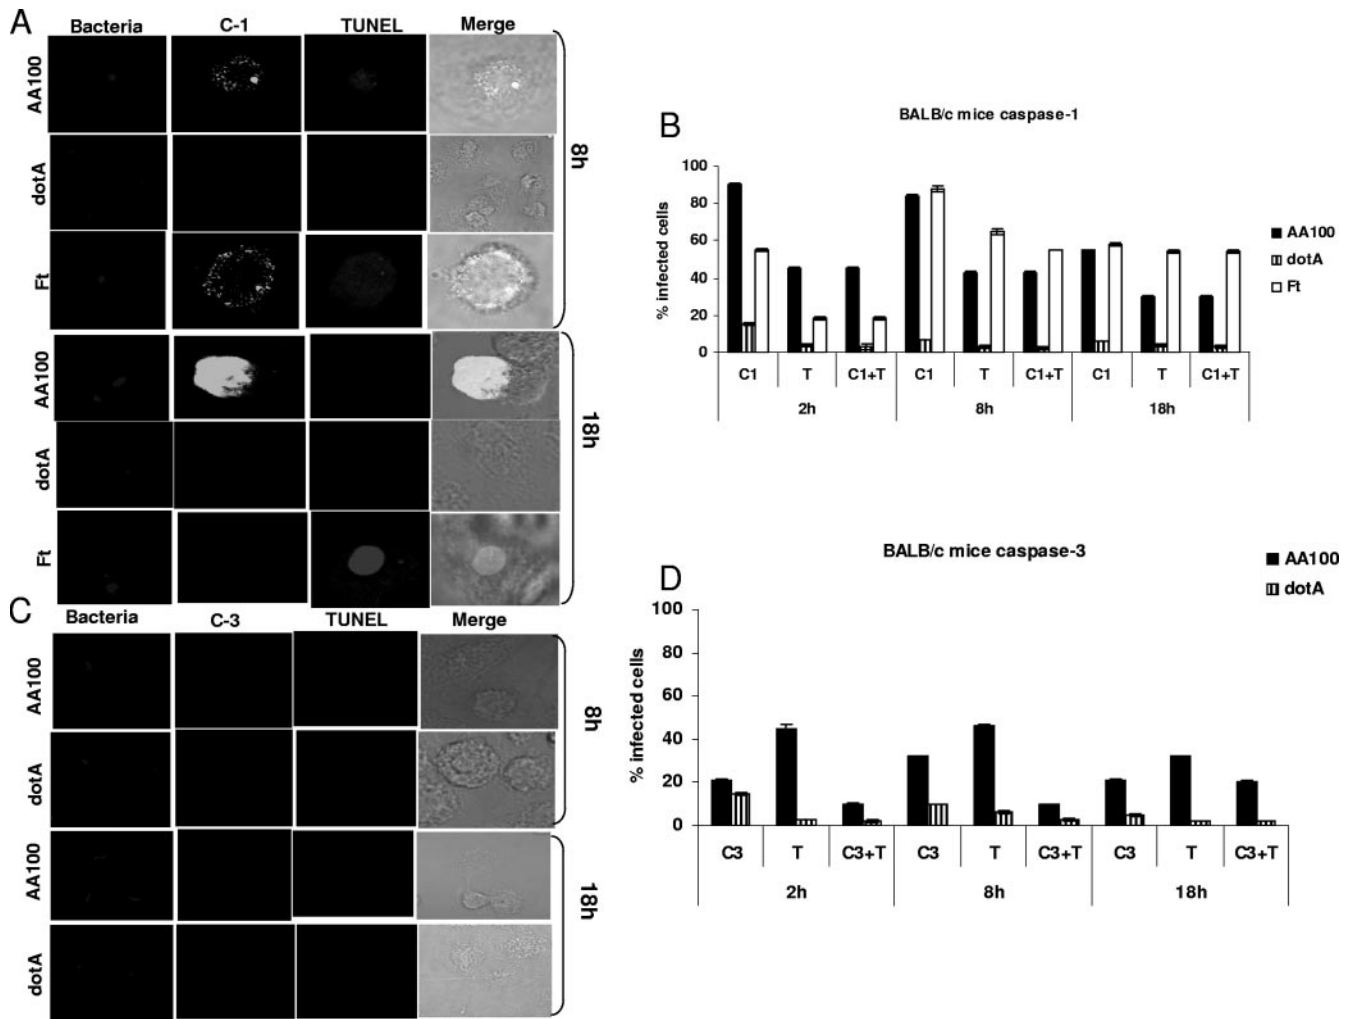 A
Bacteria C-1 TUNEL Merge
AA100
dotA
Ft
8h
AA100
dotA
Ft
18h
B
BALB/c mice caspase-1
% infected cells
100
80
60
40
20
0
C1 T C1+T C1 T C1+T C1 T C1+T
2h 8h 18h
AA100
dotA
Ft
C
Bacteria C-3 TUNEL Merge
AA100
dotA
8h
AA100
dotA
18h
D
BALB/c mice caspase-3
% infected cells
100
80
60
40
20
0
C3 T C3+T C3 T C3+T C3 T C3+T
2h 8h 18h
AA100
dotA